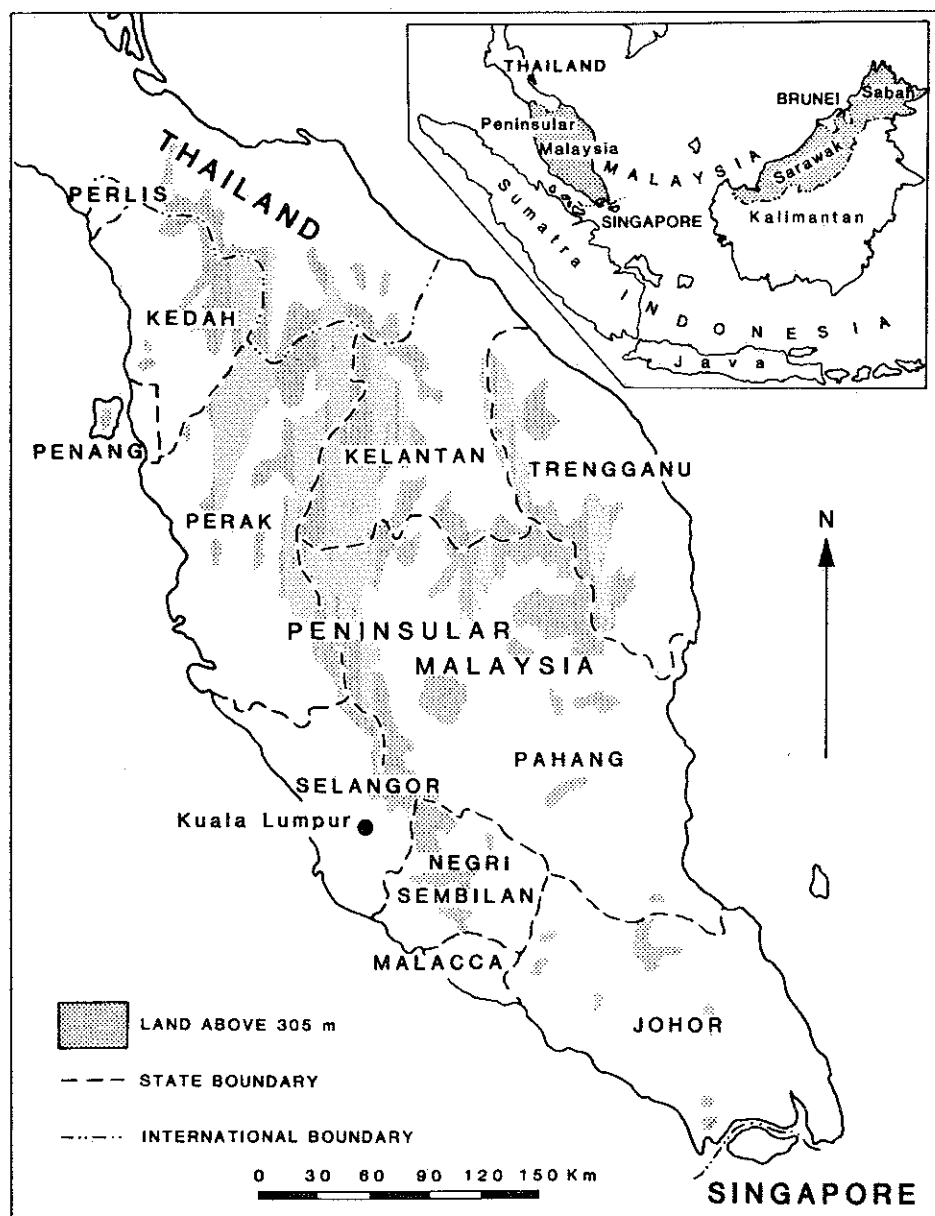 THAILAND
BRUNEI
Sabah
Peninsular
Malaysia
MALAYSIA
Sarawak
SINGAPORE
Kalimantan
Sumatra
INDONESIA
Java
THAILAND
PERLIS
KEDAH
PENANG
KELANTAN
TRENGGANU
PERAK
N
PENINSULAR
MALAYSIA
PAHANG
SELANGOR
Kuala Lumpur
NEGRI
SEMBILAN
MALACCA
JOHOR
LAND ABOVE 305 m
STATE BOUNDARY
INTERNATIONAL BOUNDARY
0 30 60 90 120 150 Km
SINGAPORE